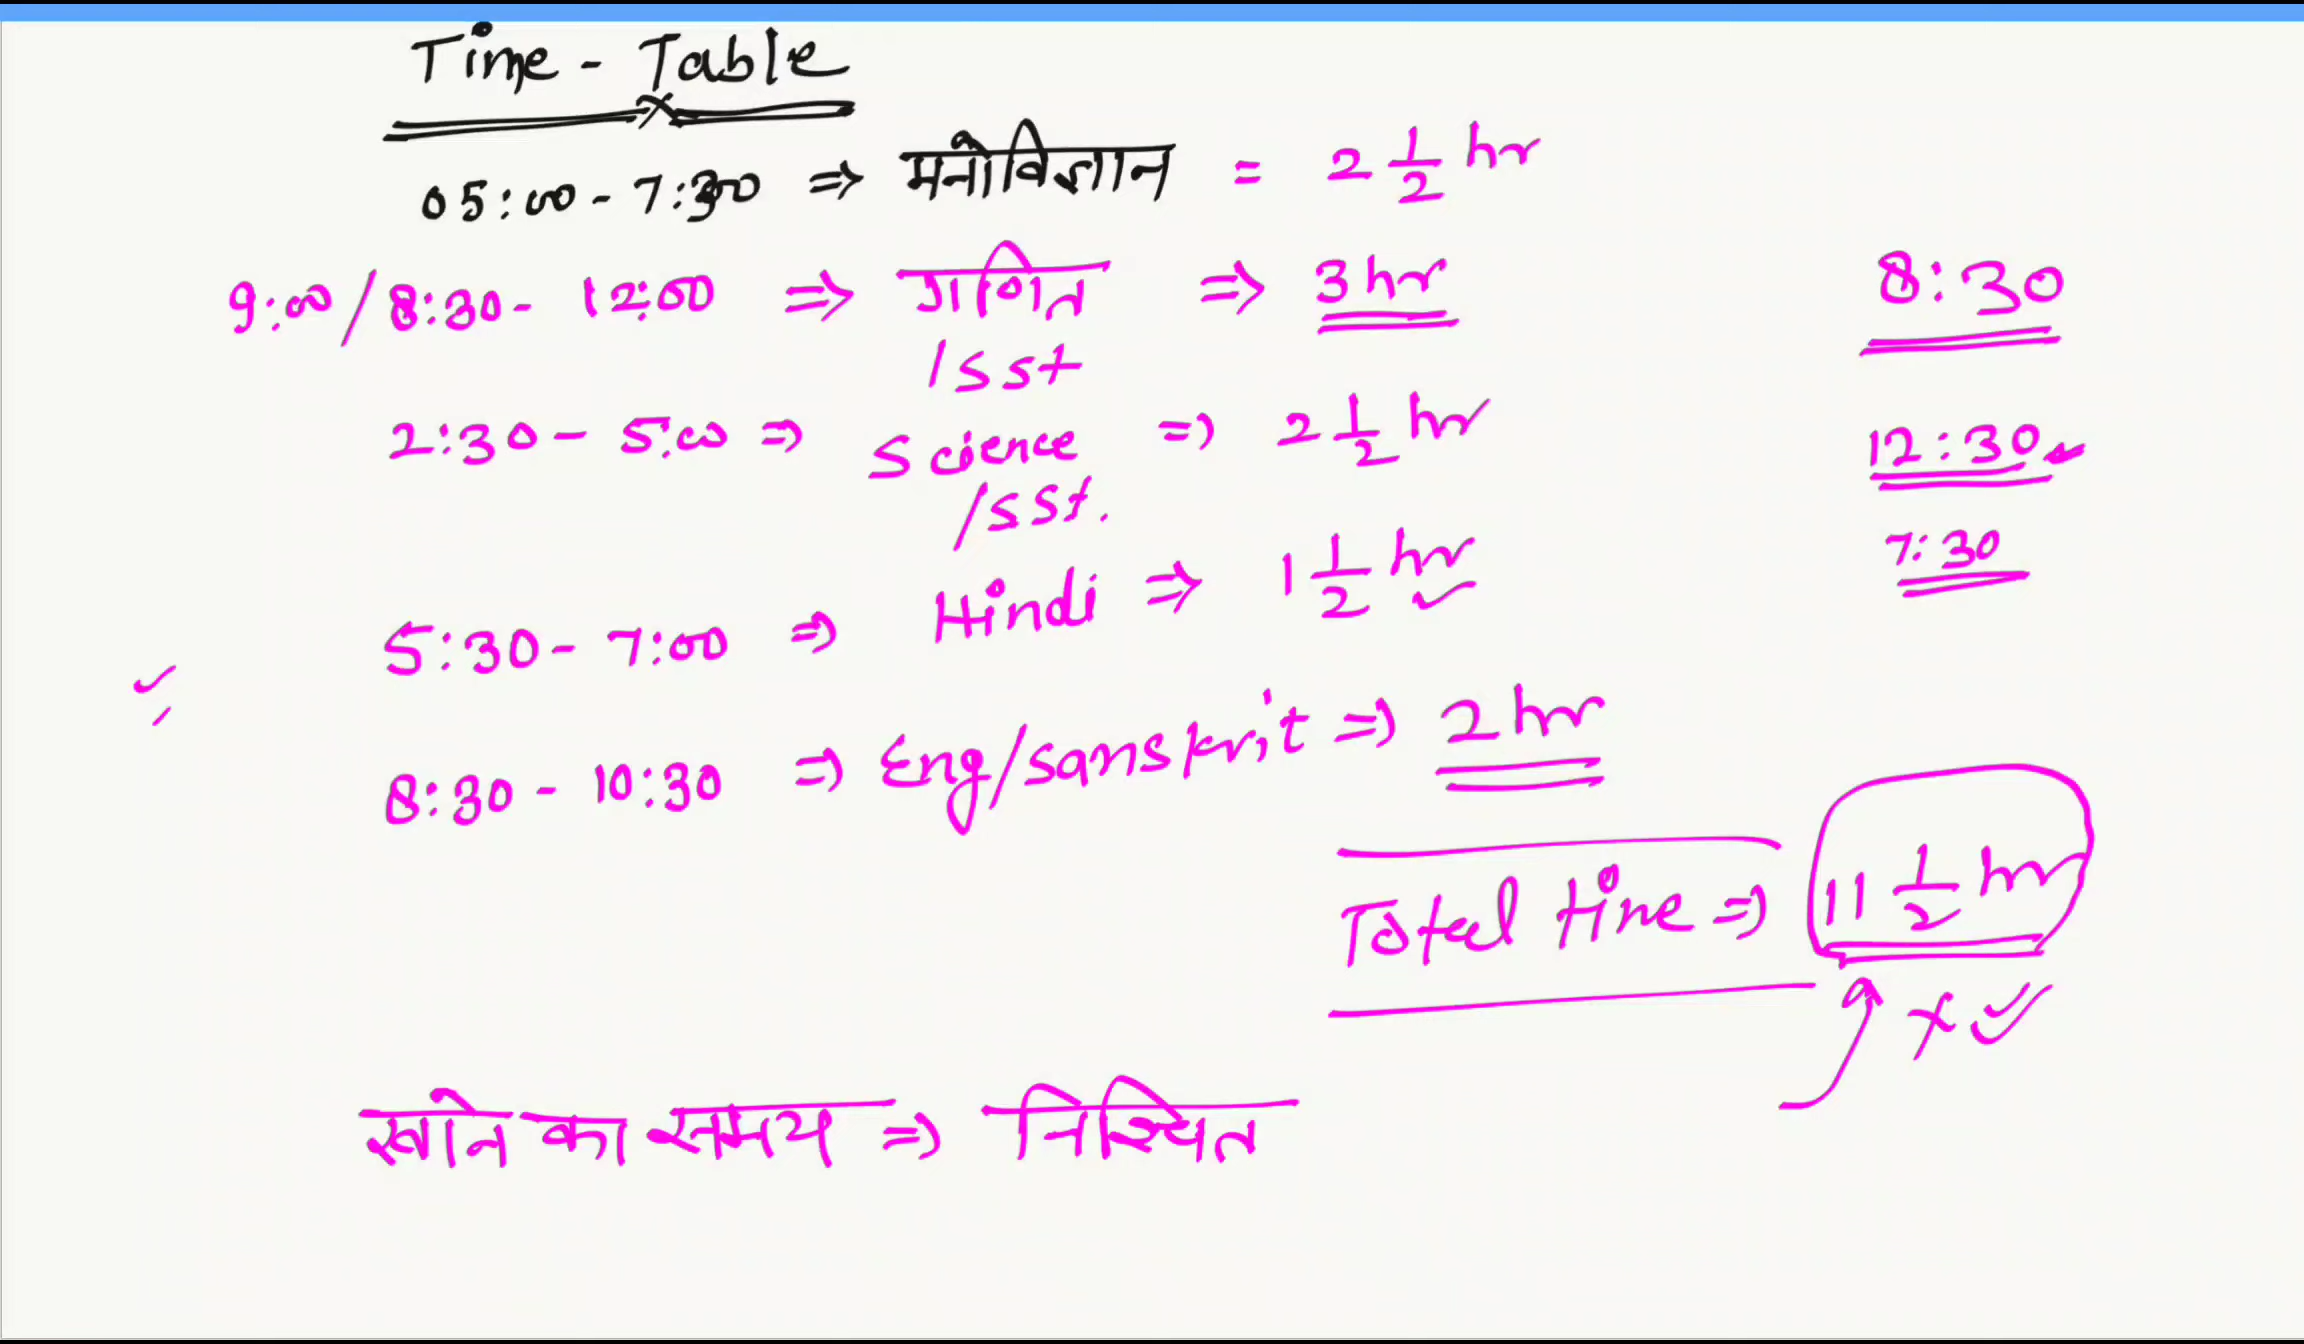 Time - Table
05:00 - 7:30 ⇒ मनोविज्ञान = 2 1/2 hr
9:00/8:30 - 12:00 ⇒ गणित ⇒ 3 hr 8:30
/sst
2:30 - 5:00 ⇒ Science ⇒ 2 1/2 hr 12:30
/sst.
7:30
5:30 - 7:00 ⇒ Hindi ⇒ 1 1/2 hr
8:30 - 10:30 ⇒ Eng/sanskrit ⇒ 2 hr
Total time ⇒ 11 1/2 hr
खाने का समय ⇒ निश्चित